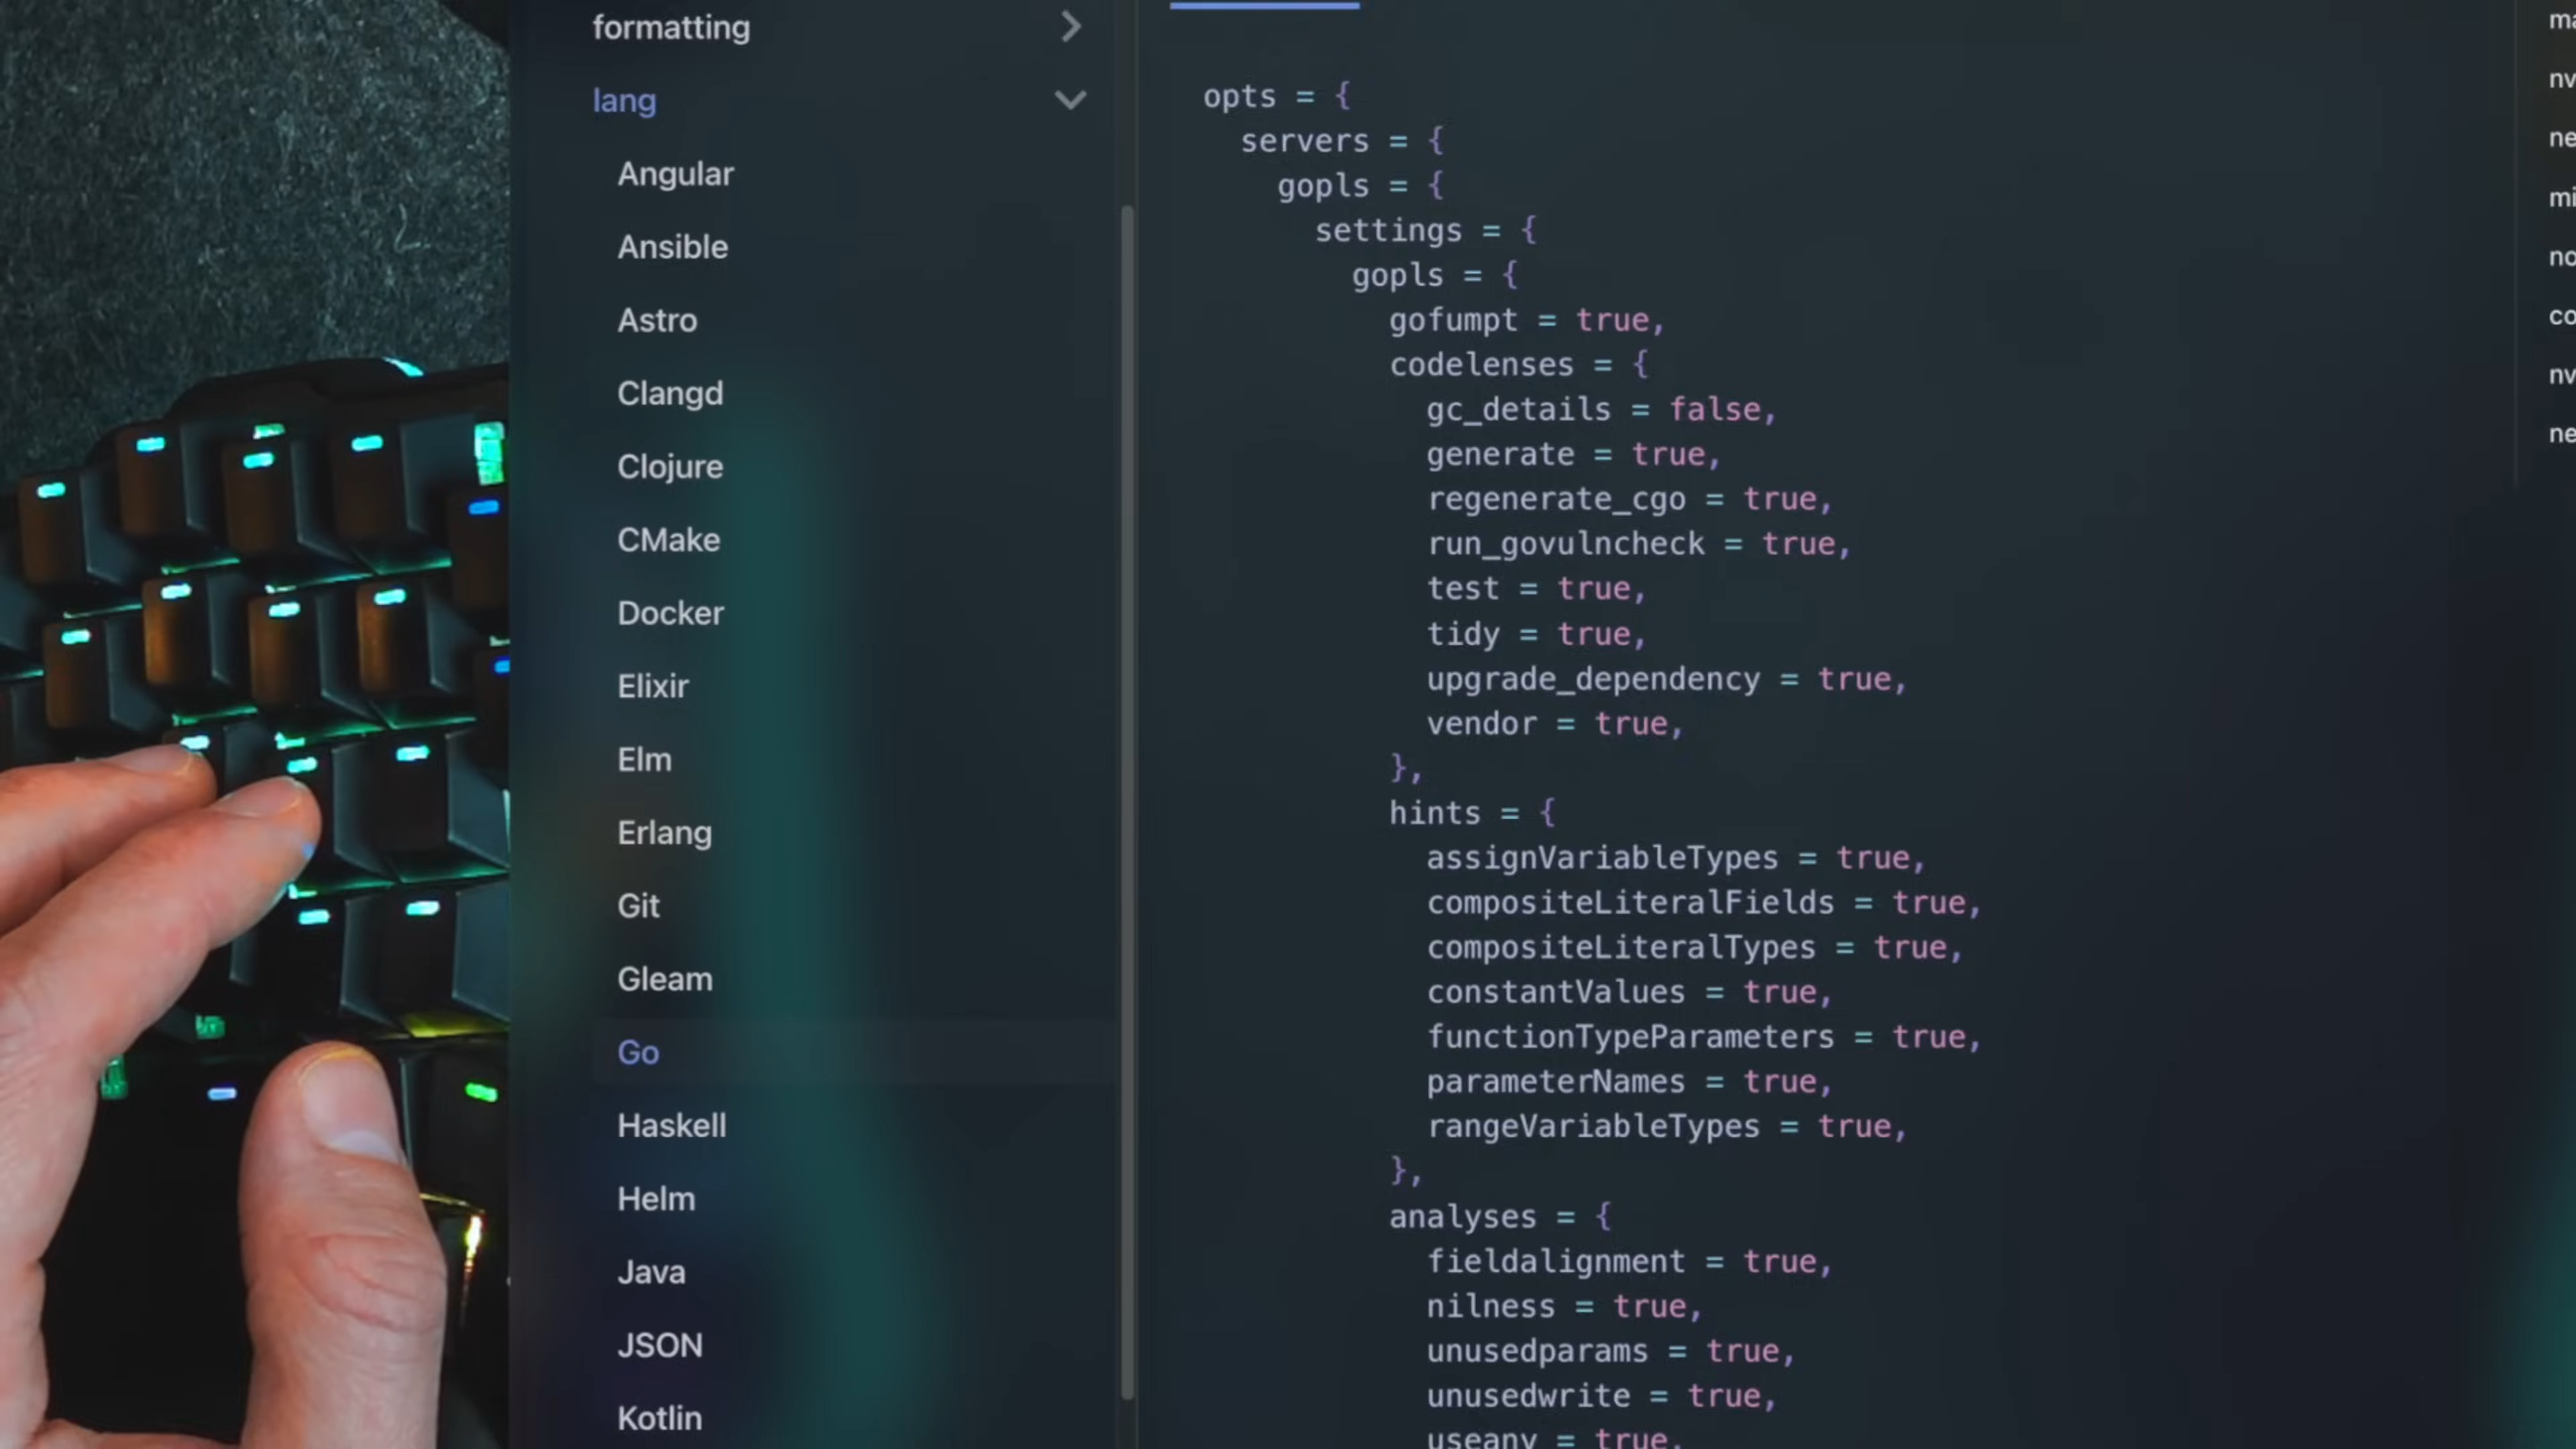 formatting
lang
Angular
Ansible
Astro
Clangd
Clojure
CMake
Docker
Elixir
Elm
Erlang
Git
Gleam
Go
Haskell
Helm
Java
JSON
Kotlin
opts = {
servers = {
gopls = {
settings = {
gopls = {
gofumpt = true,
codelenses = {
gc_details = false,
generate = true,
regenerate_cgo = true,
run_govulncheck = true,
test = true,
tidy = true,
upgrade_dependency = true,
vendor = true,
},
hints = {
assignVariableTypes = true,
compositeLiteralFields = true,
compositeLiteralTypes = true,
constantValues = true,
functionTypeParameters = true,
parameterNames = true,
rangeVariableTypes = true,
},
analyses = {
fieldalignment = true,
nilness = true,
unusedparams = true,
unusedwrite = true,
useany = true,